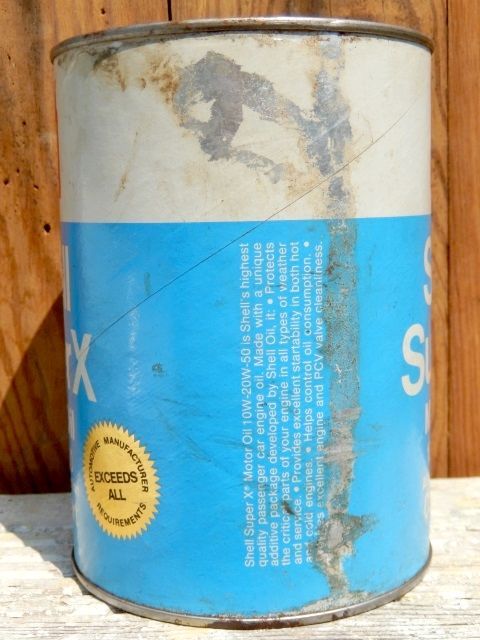 l
X
AUTOMOTIVE MANUFACTURER
EXCEEDS
ALL
REQUIREMENTS
Shell Super X® Motor Oil 10W-20W-50 is Shell's highest
quality passenger car engine oil. Made with a unique
additive package developed by Shell Oil, it: • Protects
the critical parts of your engine in all types of weather
and service. • Provides excellent startability in both hot
and cold engines. • Helps control oil consumption. •
excellent engine and PCV valve cleanliness.
S
Su